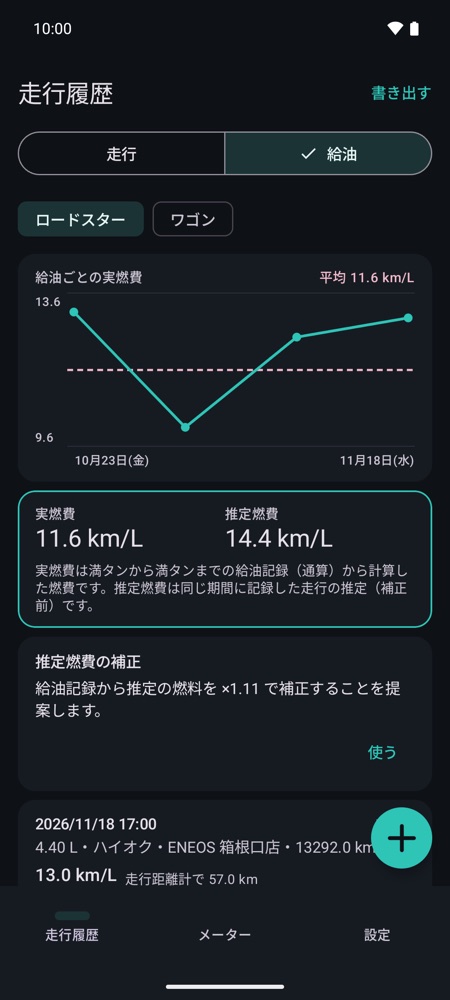 10:00
走行履歴
書き出す
走行
給油
ロードスター
ワゴン
給油ごとの実燃費
平均 11.6 km/L
13.6
9.6
10月23日(金)
11月18日(水)
実燃費
推定燃費
11.6 km/L
14.4 km/L
実燃費は満タンから満タンまでの給油記録（通算）から計算し
た燃費です。推定燃費は同じ期間に記録した走行の推定（補正
前）です。
推定燃費の補正
給油記録から推定の燃料を ×1.11 で補正することを提
案します。
使う
2026/11/18 17:00
4.40 L・ハイオク・ENEOS 箱根口店・13292.0 km
13.0 km/L 走行距離計で 57.0 km
走行履歴
メーター
設定